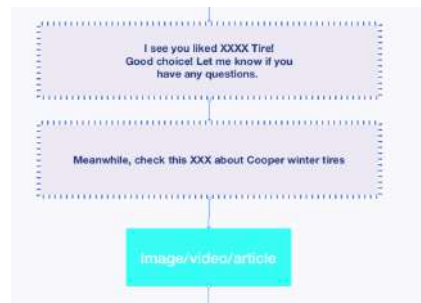 I see you liked XXXX Tire!
Good choice! Let me know if you
have any questions.
Meanwhile, check this XXX about Cooper winter tires
image/video/article